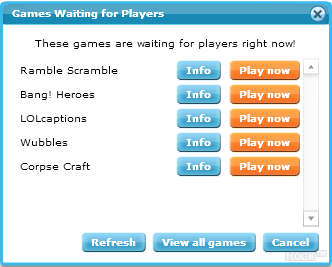 Games Waiting for Players
These games are waiting for players right now!
Ramble Scramble Info Play now
Bang! Heroes Info Play now
LOLcaptions Info Play now
Wubbles Info Play now
Corpse Craft Info Play now
Refresh View all games Cancel